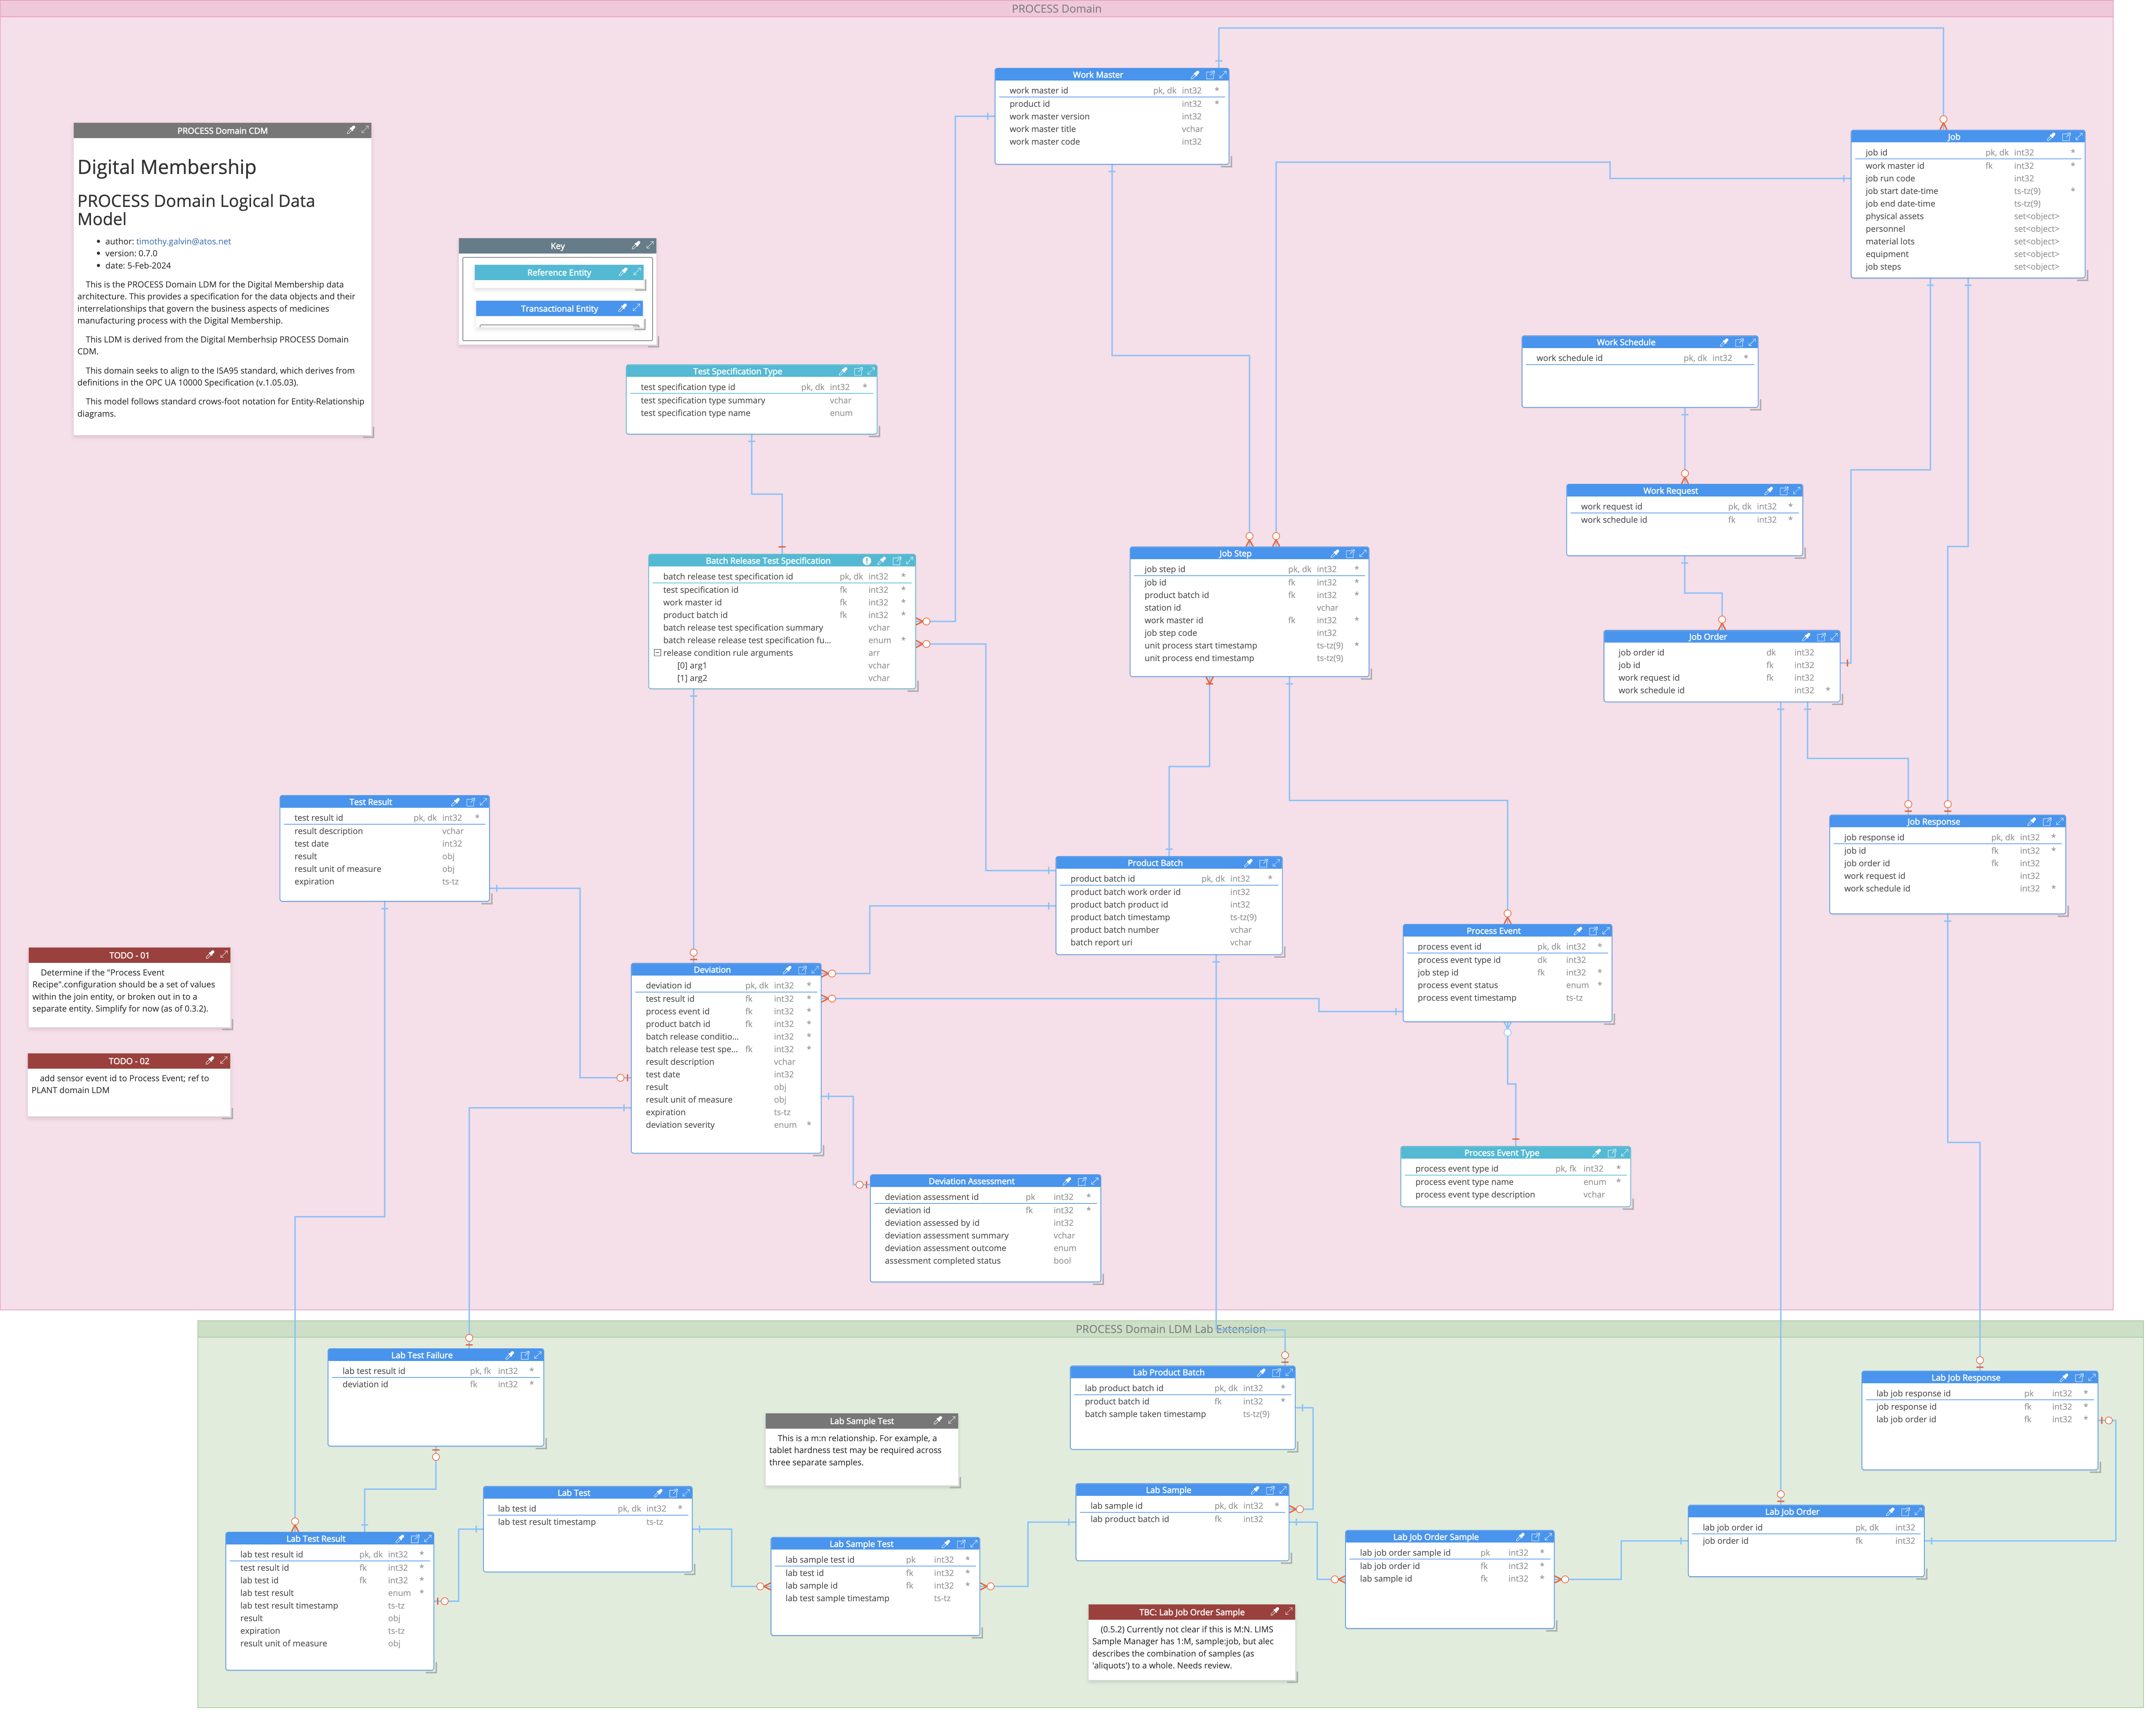 PROCESS Domain
Work Master
work master id pk, dk int32 *
product id int32 *
work master version int32
work master title vchar
work master code int32
PROCESS Domain CDM
Digital Membership
PROCESS Domain Logical Data
Model
• author: timothy.galvin@atos.net
• version: 0.7.0
• date: 5-Feb-2024
This is the PROCESS Domain LDM for the Digital Membership data
architecture. This provides a specification for the data objects and their
interrelationships that govern the business aspects of medicines
manufacturing process with the Digital Membership.
This LDM is derived from the Digital Memberhsip PROCESS Domain
CDM.
This domain seeks to align to the ISA95 standard, which derives from
definitions in the OPC UA 10000 Specification (v.1.05.03).
This model follows standard crows-foot notation for Entity-Relationship
diagrams.
Job
job id pk, dk int32 *
work master id fk int32 *
job run code int32
job start date-time ts-tz(9) *
job end date-time ts-tz(9)
physical assets set<object>
personnel set<object>
material lots set<object>
equipment set<object>
job steps set<object>
Key
Reference Entity
Transactional Entity
Work Schedule
work schedule id pk, dk int32 *
Test Specification Type
test specification type id pk, dk int32 *
test specification type summary vchar
test specification type name enum
Work Request
work request id pk, dk int32 *
work schedule id fk int32 *
Batch Release Test Specification
batch release test specification id pk, dk int32 *
test specification id fk int32 *
work master id fk int32 *
product batch id fk int32 *
batch release test specification summary vchar
batch release release test specification fu... enum *
release condition rule arguments arr
[0] arg1 vchar
[1] arg2 vchar
Job Step
job step id pk, dk int32 *
job id fk int32 *
product batch id fk int32 *
station id vchar
work master id fk int32 *
job step code int32
unit process start timestamp ts-tz(9) *
unit process end timestamp ts-tz(9)
Job Order
job order id dk int32
job id fk int32
work request id fk int32
work schedule id int32 *
Test Result
test result id pk, dk int32 *
result description vchar
test date int32
result obj
result unit of measure obj
expiration ts-tz
Job Response
job response id pk, dk int32 *
job id fk int32 *
job order id fk int32
work request id int32
work schedule id int32 *
Product Batch
product batch id pk, dk int32 *
product batch work order id int32
product batch product id int32
product batch timestamp ts-tz(9)
product batch number vchar
batch report uri vchar
Process Event
process event id pk, dk int32 *
process event type id dk int32
job step id fk int32 *
process event status enum *
process event timestamp ts-tz
TODO - 01
Determine if the "Process Event
Recipe".configuration should be a set of values
within the join entity, or broken out in to a
separate entity. Simplify for now (as of 0.3.2).
Deviation
deviation id pk, dk int32 *
test result id fk int32 *
process event id fk int32 *
product batch id fk int32 *
batch release conditio... int32 *
batch release test spe... fk int32 *
result description vchar
test date int32
result obj
result unit of measure obj
expiration ts-tz
deviation severity enum *
TODO - 02
add sensor event id to Process Event; ref to
PLANT domain LDM
Process Event Type
process event type id pk, fk int32 *
process event type name enum *
process event type description vchar
Deviation Assessment
deviation assessment id pk int32 *
deviation id fk int32 *
deviation assessed by id int32
deviation assessment summary vchar
deviation assessment outcome enum
assessment completed status bool
PROCESS Domain LDM Lab Extension
Lab Test Failure
lab test result id pk, fk int32 *
deviation id fk int32 *
Lab Product Batch
lab product batch id pk, dk int32 *
product batch id fk int32 *
batch sample taken timestamp ts-tz(9)
Lab Job Response
lab job response id pk int32 *
job response id fk int32 *
lab job order id fk int32 *
Lab Sample Test
This is a m:n relationship. For example, a
tablet hardness test may be required across
three separate samples.
Lab Test
lab test id pk, dk int32 *
lab test result timestamp ts-tz
Lab Sample
lab sample id pk, dk int32 *
lab product batch id fk int32
Lab Job Order
lab job order id pk, dk int32
job order id fk int32
Lab Test Result
lab test result id pk, dk int32 *
test result id fk int32 *
lab test id fk int32 *
lab test result enum *
lab test result timestamp ts-tz
result obj
expiration ts-tz
result unit of measure obj
Lab Sample Test
lab sample test id pk int32 *
lab test id fk int32 *
lab sample id fk int32 *
lab test sample timestamp ts-tz
Lab Job Order Sample
lab job order sample id pk int32 *
lab job order id fk int32 *
lab sample id fk int32 *
TBC: Lab Job Order Sample
(0.5.2) Currently not clear if this is M:N. LIMS
Sample Manager has 1:M, sample:job, but alec
describes the combination of samples (as
'aliquots') to a whole. Needs review.